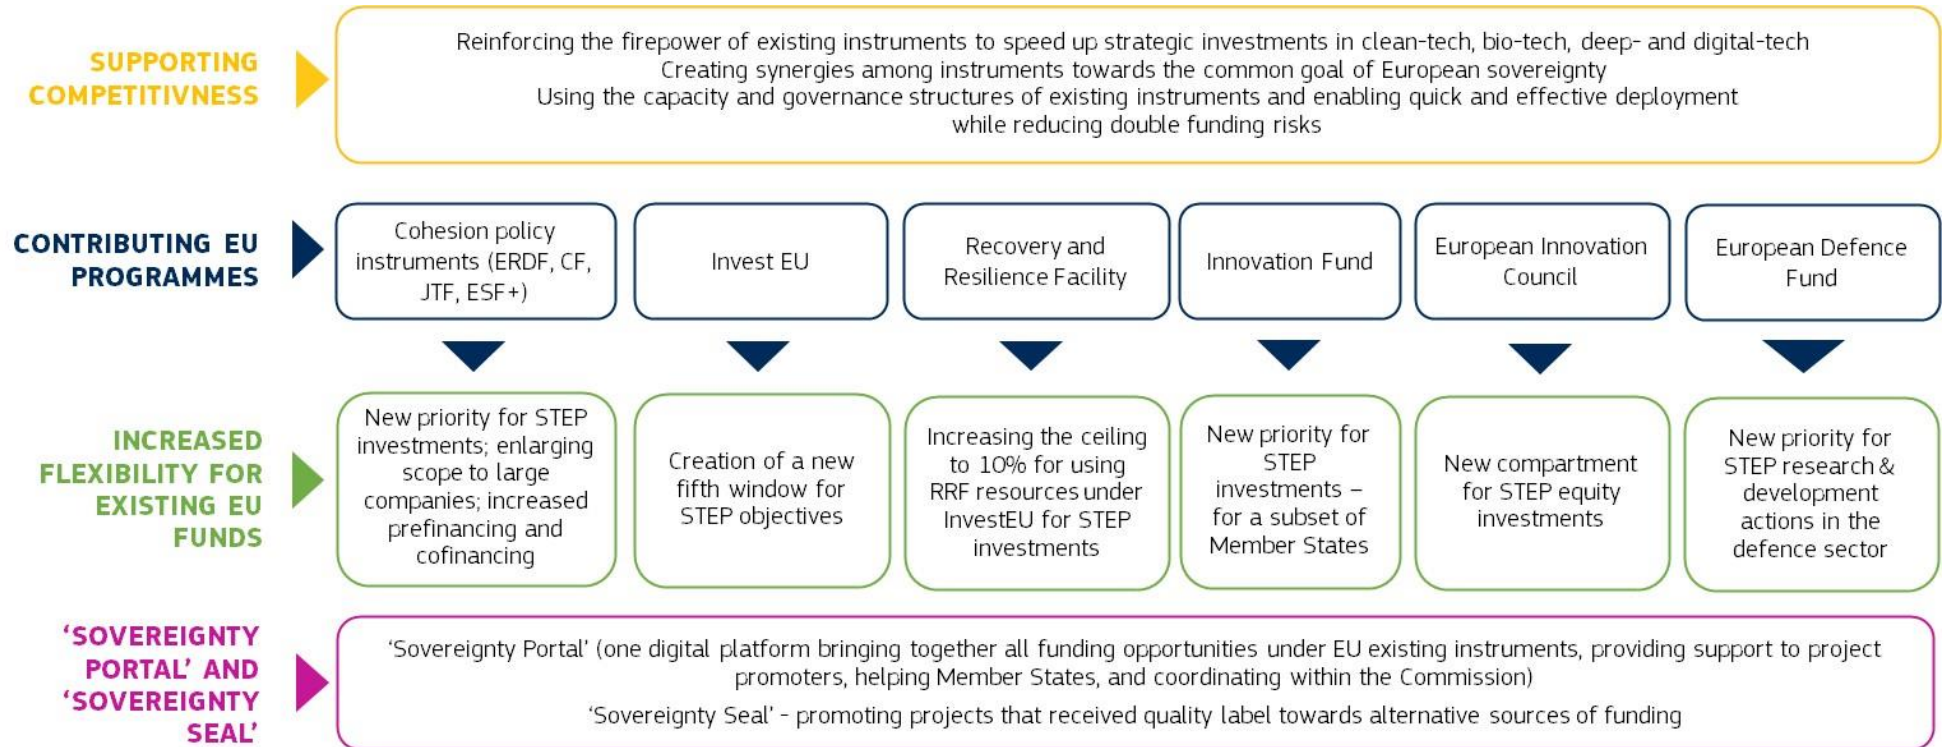 SUPPORTING
COMPETITIVNESS
Reinforcing the firepower of existing instruments to speed up strategic investments in clean-tech, bio-tech, deep- and digital-tech
Creating synergies among instruments towards the common goal of European sovereignty
Using the capacity and governance structures of existing instruments and enabling quick and effective deployment
while reducing double funding risks
CONTRIBUTING EU
PROGRAMMES
Cohesion policy
instruments (ERDF, CF,
JTF, ESF+)
Invest EU
Recovery and
Resilience Facility
Innovation Fund
European Innovation
Council
European Defence
Fund
INCREASED
FLEXIBILITY FOR
EXISTING EU
FUNDS
New priority for STEP
investments; enlarging
scope to large
companies; increased
prefinancing and
cofinancing
Creation of a new
fifth window for
STEP objectives
Increasing the ceiling
to 10% for using
RRF resources under
InvestEU for STEP
investments
New priority for
STEP
investments –
for a subset of
Member States
New compartment
for STEP equity
investments
New priority for
STEP research &
development
actions in the
defence sector
‘SOVEREIGNTY
PORTAL’ AND
‘SOVEREIGNTY
SEAL’
‘Sovereignty Portal’ (one digital platform bringing together all funding opportunities under EU existing instruments, providing support to project
promoters, helping Member States, and coordinating within the Commission)
‘Sovereignty Seal’ - promoting projects that received quality label towards alternative sources of funding